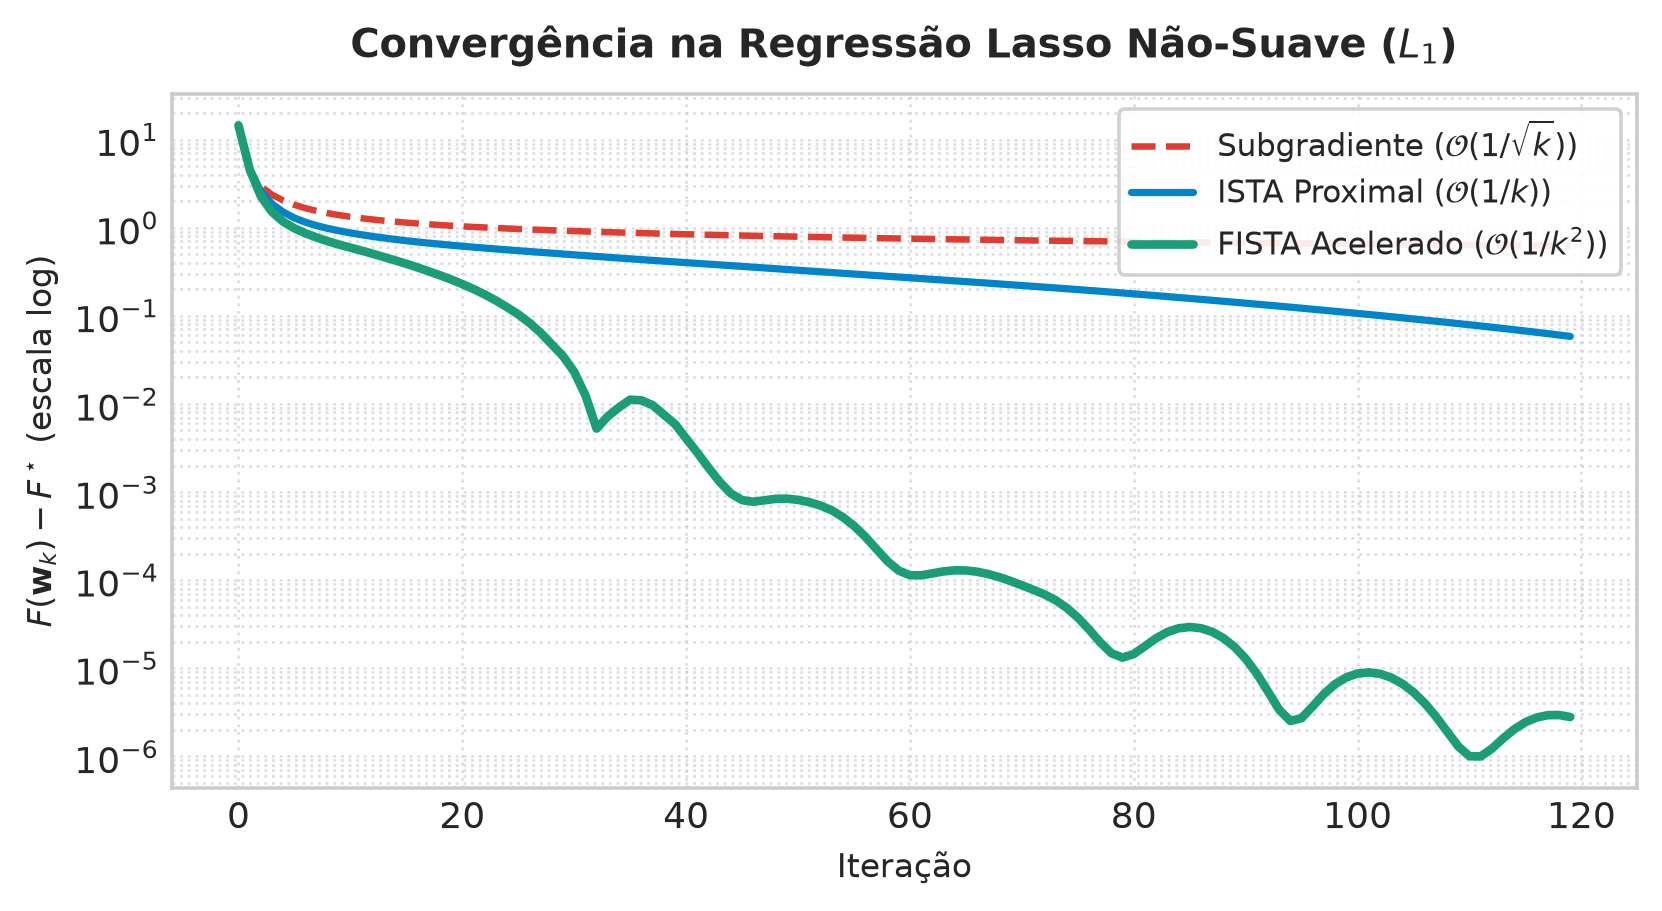 Convergência na Regressão Lasso Não-Suave (L₁)
Subgradiente (𝒪(1/√k))
ISTA Proximal (𝒪(1/k))
FISTA Acelerado (𝒪(1/k²))
F(𝐰ₖ) − F⋆ (escala log)
10¹
10⁰
10⁻¹
10⁻²
10⁻³
10⁻⁴
10⁻⁵
10⁻⁶
0 20 40 60 80 100 120
Iteração